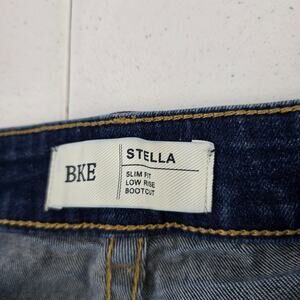 BKE
STELLA
SLIM FIT
LOW RISE
BOOTCUT